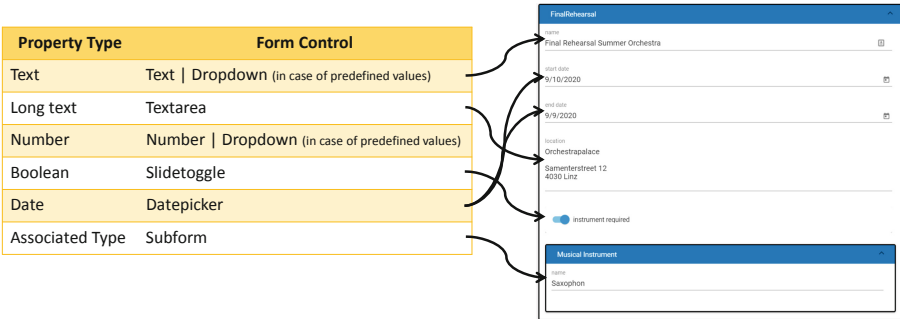 Property Type Form Control
Text Text | Dropdown (in case of predefined values)
Long text Textarea
Number Number | Dropdown (in case of predefined values)
Boolean Slidetoggle
Date Datepicker
Associated Type Subform
FinalRehearsal
name
Final Rehearsal Summer Orchestra
start date
9/10/2020
end date
9/9/2020
location
Orchestrapalace
Samenterstreet 12
4030 Linz
instrument required
Musical Instrument
name
Saxophon